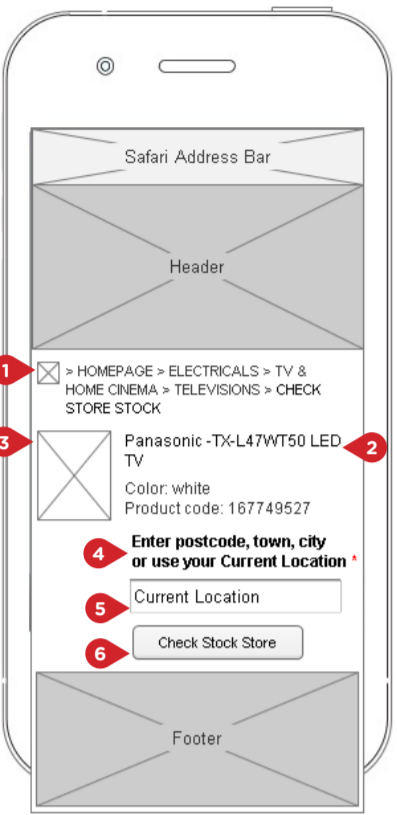 Safari Address Bar
Header
1
> HOMEPAGE > ELECTRICALS > TV &
HOME CINEMA > TELEVISIONS > CHECK
STORE STOCK
3
Panasonic -TX-L47WT50 LED
2
TV
Color: white
Product code: 167749527
4
Enter postcode, town, city
or use your Current Location *
5
Current Location
6
Check Stock Store
Footer